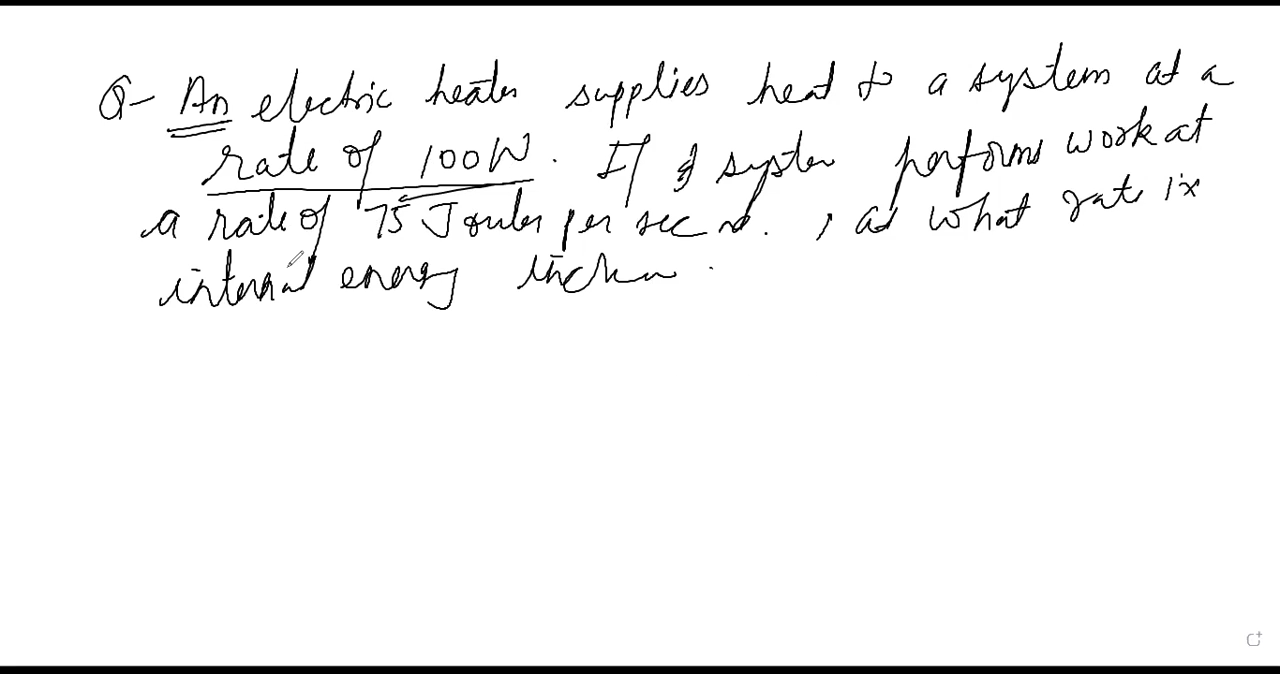 Q- An electric heater supplies heat to a system at a
rate of 100W. If system performs work at
a rate of 75 Joules per second. , at what rate is
internal energy